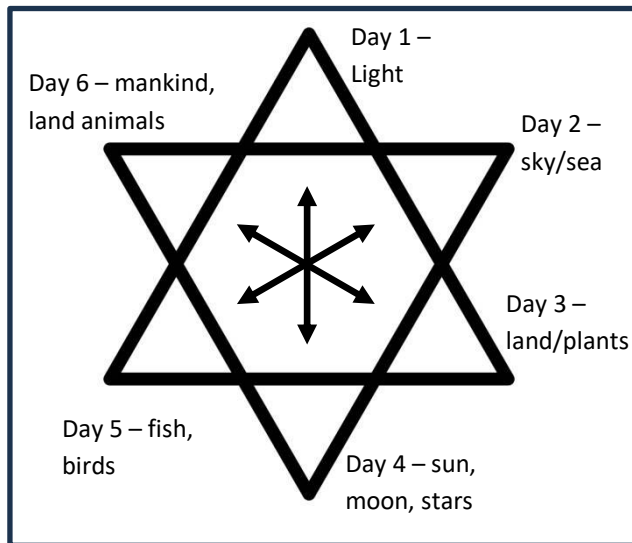 Day 1 –
Light
Day 2 –
sky/sea
Day 3 –
land/plants
Day 4 – sun,
moon, stars
Day 5 – fish,
birds
Day 6 – mankind,
land animals